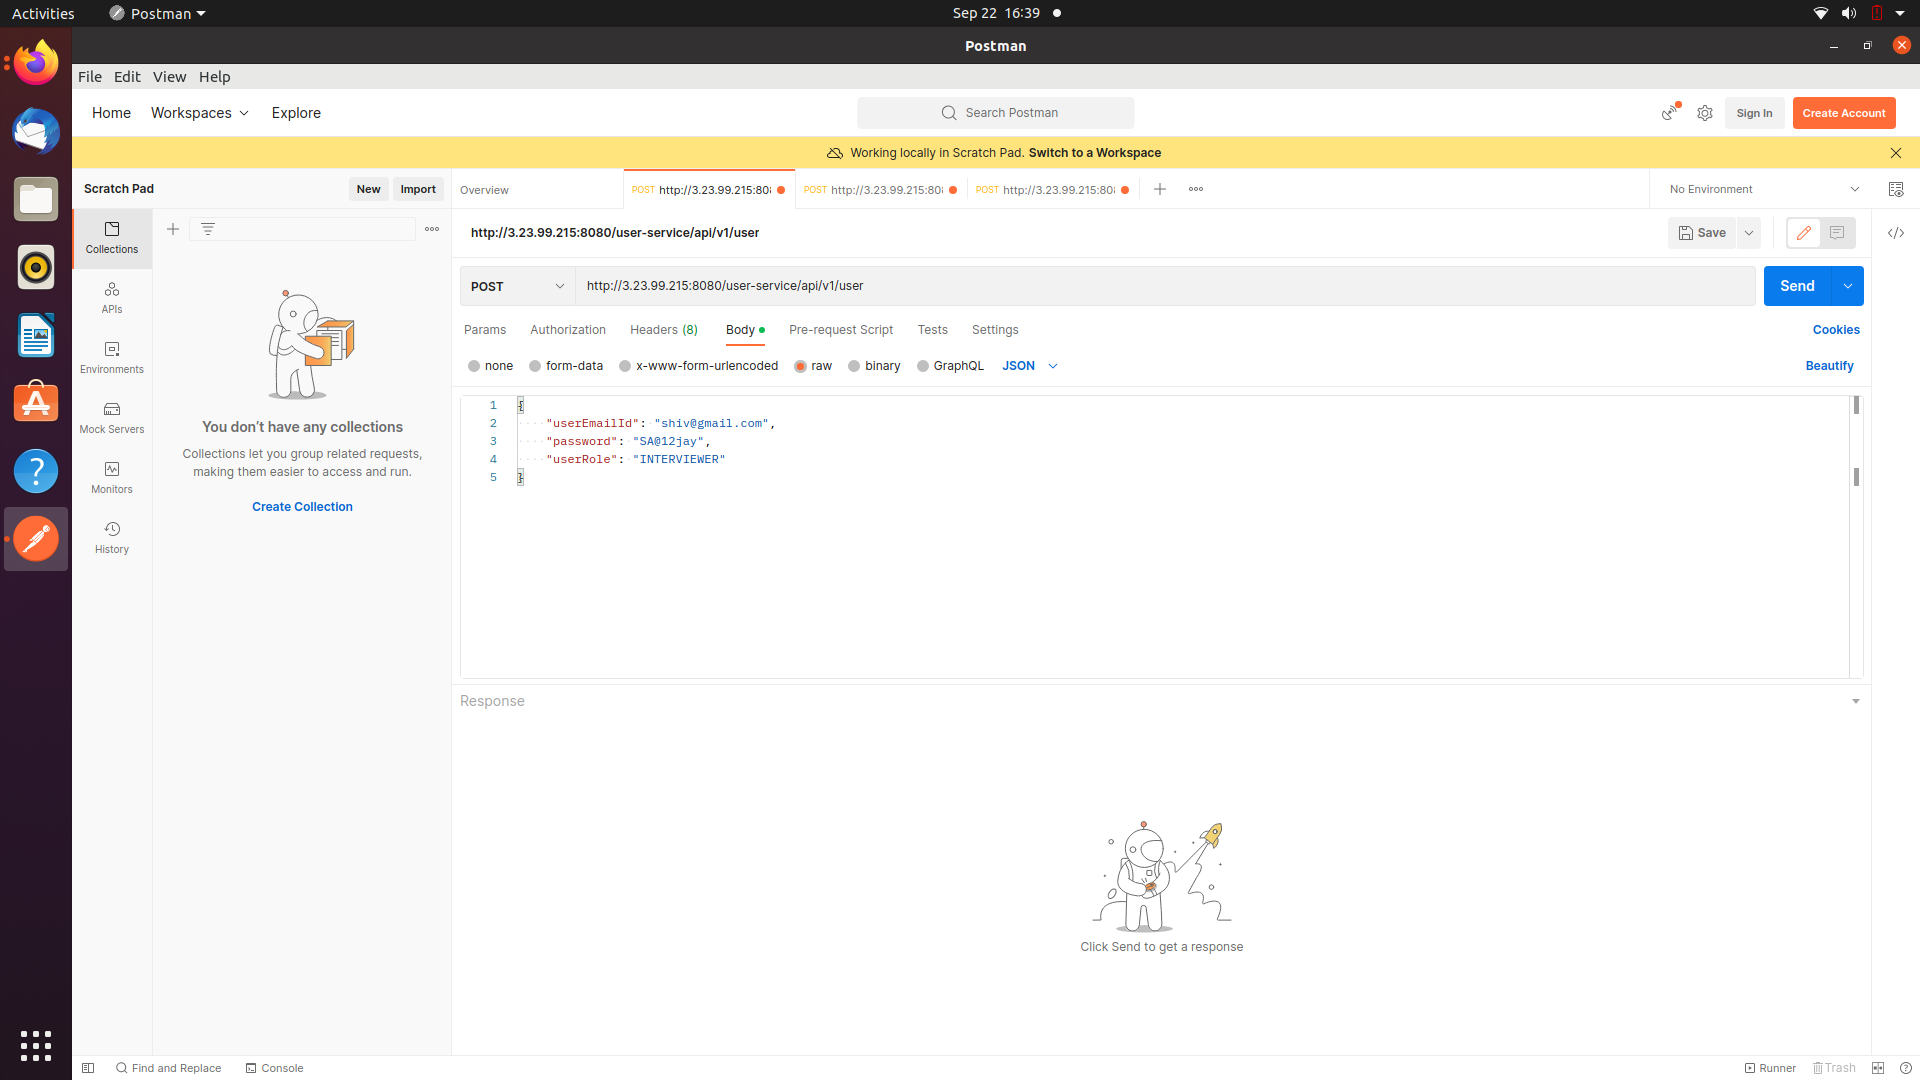 Activities Postman Sep 22 16:39
Postman
File Edit View Help
Home Workspaces Explore Search Postman Sign In Create Account
Working locally in Scratch Pad. Switch to a Workspace
Scratch Pad New Import Overview POST http://3.23.99.215:80 POST http://3.23.99.215:80 POST http://3.23.99.215:80 No Environment
Collections
APIs
Environments
Mock Servers
Monitors
History
You don’t have any collections
Collections let you group related requests,
making them easier to access and run.
Create Collection
http://3.23.99.215:8080/user-service/api/v1/user Save
POST http://3.23.99.215:8080/user-service/api/v1/user Send
Params Authorization Headers (8) Body Pre-request Script Tests Settings Cookies
none form-data x-www-form-urlencoded raw binary GraphQL JSON Beautify
1 {
2 "userEmailId": "shiv@gmail.com",
3 "password": "SA@12jay",
4 "userRole": "INTERVIEWER"
5 }
Response
Click Send to get a response
Find and Replace Console Runner Trash